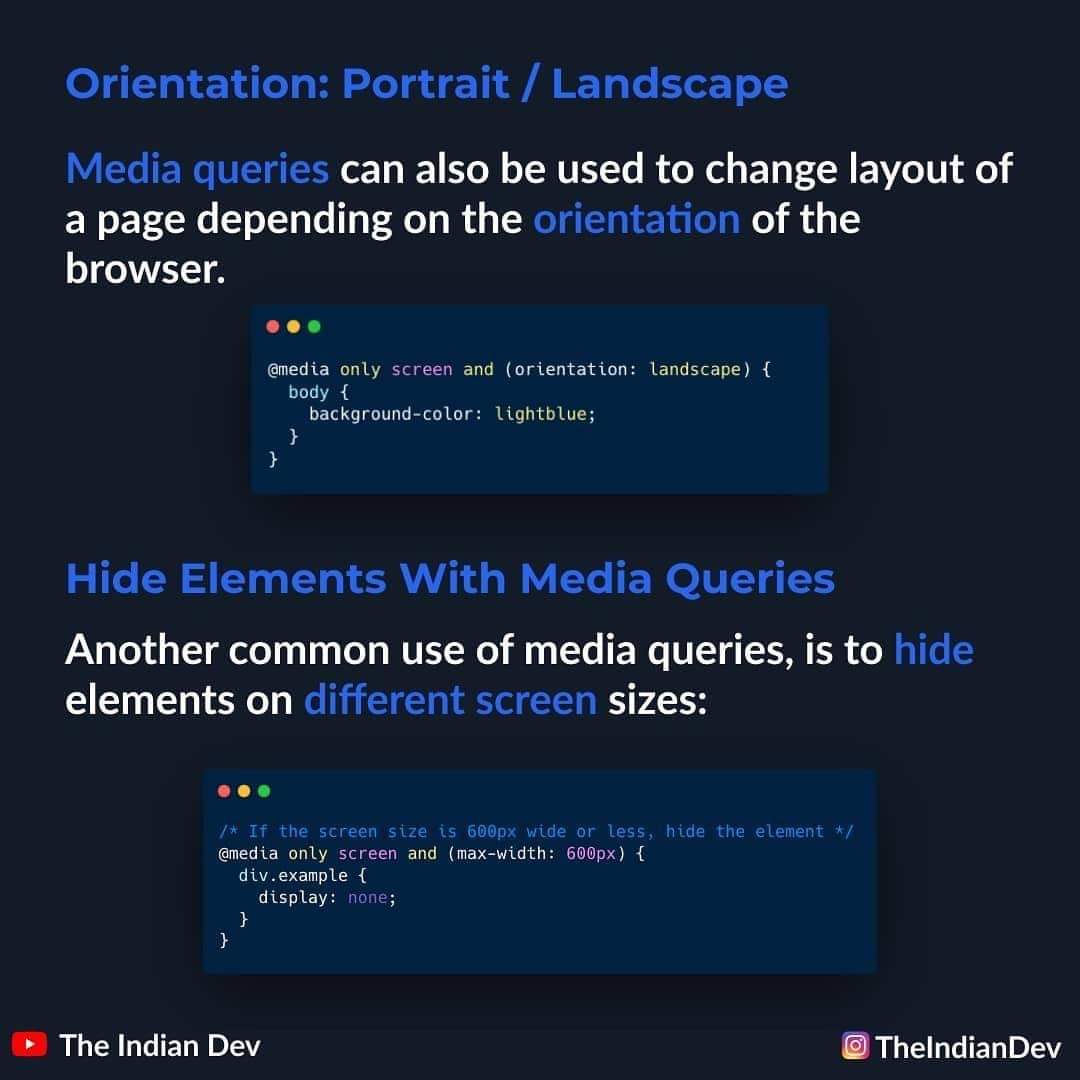 Orientation: Portrait / Landscape
Media queries can also be used to change layout of
a page depending on the orientation of the
browser.
@media only screen and (orientation: landscape) {
  body {
    background-color: lightblue;
  }
}
Hide Elements With Media Queries
Another common use of media queries, is to hide
elements on different screen sizes:
/* If the screen size is 600px wide or less, hide the element */
@media only screen and (max-width: 600px) {
  div.example {
    display: none;
  }
}
The Indian Dev
TheIndianDev